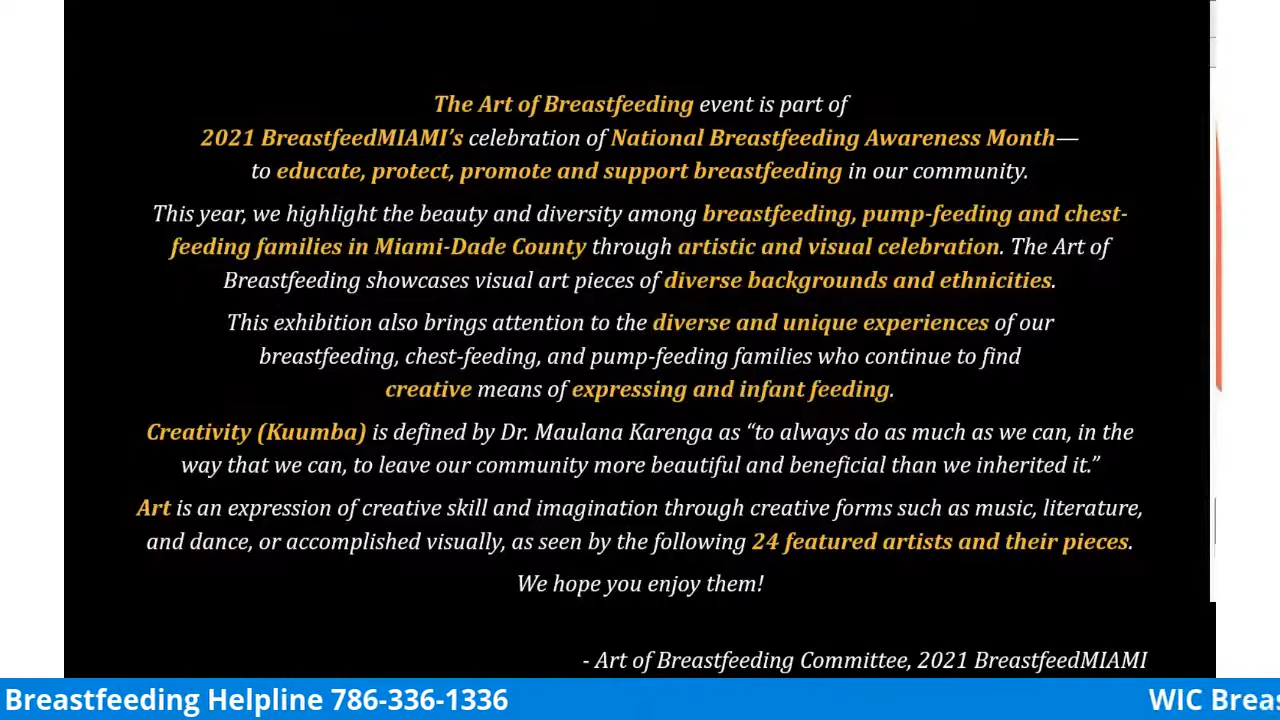 The Art of Breastfeeding event is part of
2021 BreastfeedMIAMI’s celebration of National Breastfeeding Awareness Month—
to educate, protect, promote and support breastfeeding in our community.
This year, we highlight the beauty and diversity among breastfeeding, pump-feeding and chest-
feeding families in Miami-Dade County through artistic and visual celebration. The Art of
Breastfeeding showcases visual art pieces of diverse backgrounds and ethnicities.
This exhibition also brings attention to the diverse and unique experiences of our
breastfeeding, chest-feeding, and pump-feeding families who continue to find
creative means of expressing and infant feeding.
Creativity (Kuumba) is defined by Dr. Maulana Karenga as “to always do as much as we can, in the
way that we can, to leave our community more beautiful and beneficial than we inherited it.”
Art is an expression of creative skill and imagination through creative forms such as music, literature,
and dance, or accomplished visually, as seen by the following 24 featured artists and their pieces.
We hope you enjoy them!
- Art of Breastfeeding Committee, 2021 BreastfeedMIAMI
Breastfeeding Helpline 786-336-1336 WIC Breas